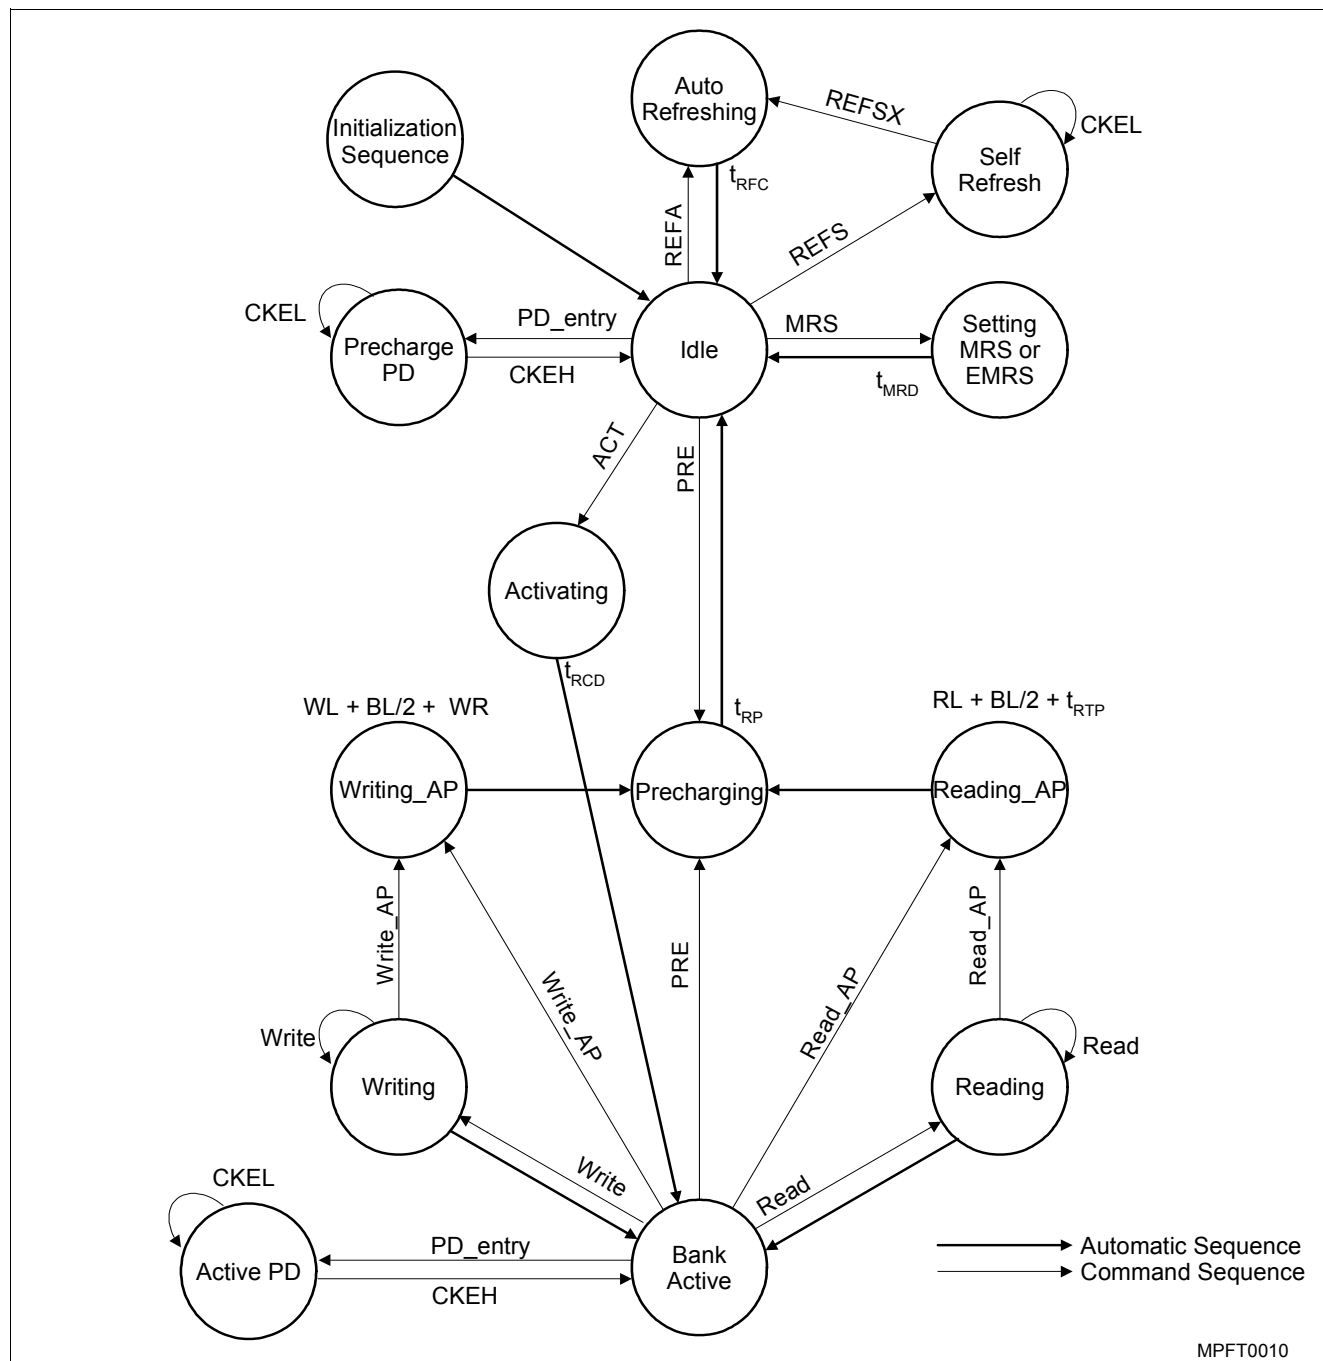 Auto
Refreshing
REFSX
CKEL
Initialization
Sequence
Self
Refresh
tRFC
REFA
REFS
CKEL
PD_entry
MRS
Setting
MRS or
EMRS
Precharge
PD
Idle
CKEH
tMRD
ACT
PRE
Activating
tRCD
WL + BL/2 + WR
tRP
RL + BL/2 + tRTP
Writing_AP
Precharging
Reading_AP
Write_AP
Write_AP
PRE
Read_AP
Read_AP
Write
Writing
Reading
Read
Write
Read
CKEL
PD_entry
Active PD
CKEH
Bank
Active
Automatic Sequence
Command Sequence
MPFT0010